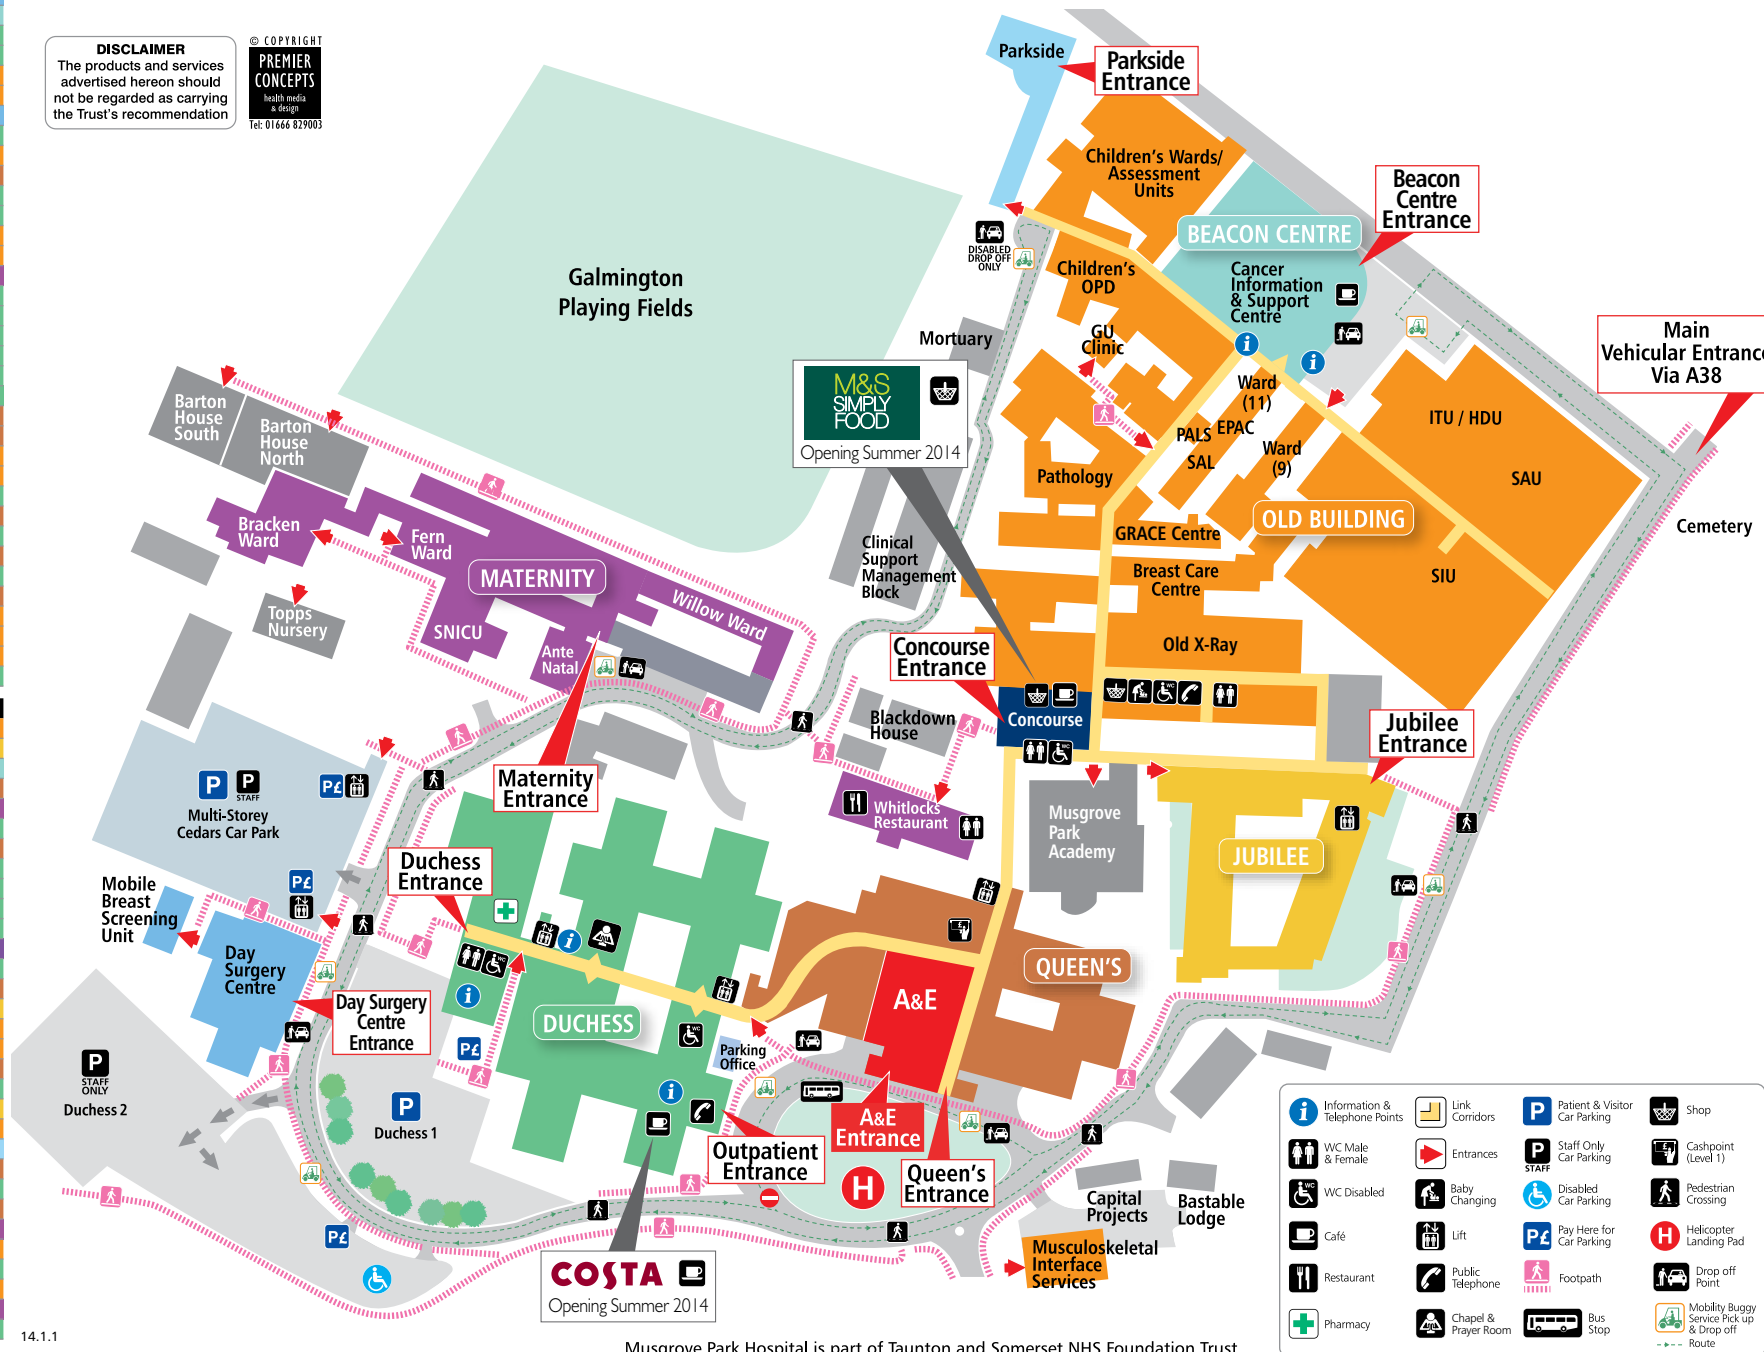 DISCLAIMER
The products and services
advertised hereon should
not be regarded as carrying
the Trust's recommendation
© COPYRIGHT
PREMIER
CONCEPTS
health media
& design
Tel: 01666 829003
Parkside
Parkside
Entrance
Children's Wards/
Assessment
Units
Beacon
Centre
Entrance
BEACON CENTRE
DISABLED
DROP OFF
ONLY
Children's
OPD
Cancer
Information
& Support
Centre
Galmington
Playing Fields
Mortuary
GU
Clinic
Main
Vehicular Entrance
Via A38
M&S
SIMPLY
FOOD
Opening Summer 2014
Ward
(11)
PALS
EPAC
SAL
Ward
(9)
ITU / HDU
SAU
Barton
House
South
Barton
House
North
Pathology
OLD BUILDING
Cemetery
Bracken
Ward
Fern
Ward
MATERNITY
Clinical
Support
Management
Block
GRACE Centre
Breast Care
Centre
SIU
Topps
Nursery
SNICU
Willow Ward
Ante
Natal
Old X-Ray
Concourse
Entrance
WC
Concourse
WC
Blackdown
House
Jubilee
Entrance
Maternity
Entrance
P
P
STAFF
P£
Multi-Storey
Cedars Car Park
Whitlocks
Restaurant
Musgrove
Park
Academy
JUBILEE
Duchess
Entrance
P£
Mobile
Breast
Screening
Unit
Day
Surgery
Centre
WC
QUEEN'S
A&E
Day Surgery
Centre
Entrance
DUCHESS
WC
P£
Parking
Office
P
STAFF
ONLY
Duchess 2
P
Duchess 1
A&E
Entrance
Outpatient
Entrance
H
Queen's
Entrance
Capital
Projects
Bastable
Lodge
P£
Musculoskeletal
Interface
Services
COSTA
Opening Summer 2014
Information &
Telephone Points
Link
Corridors
P
Patient & Visitor
Car Parking
Shop
WC Male
& Female
Entrances
P
STAFF
Staff Only
Car Parking
Cashpoint
(Level 1)
WC
WC Disabled
Baby
Changing
Disabled
Car Parking
Pedestrian
Crossing
Café
Lift
P£
Pay Here for
Car Parking
H
Helicopter
Landing Pad
Restaurant
Public
Telephone
Footpath
Drop off
Point
Pharmacy
Chapel &
Prayer Room
Bus
Stop
Mobility Buggy
Service Pick up
& Drop off
Route
14.1.1
Musgrove Park Hospital is part of Taunton and Somerset NHS Foundation Trust